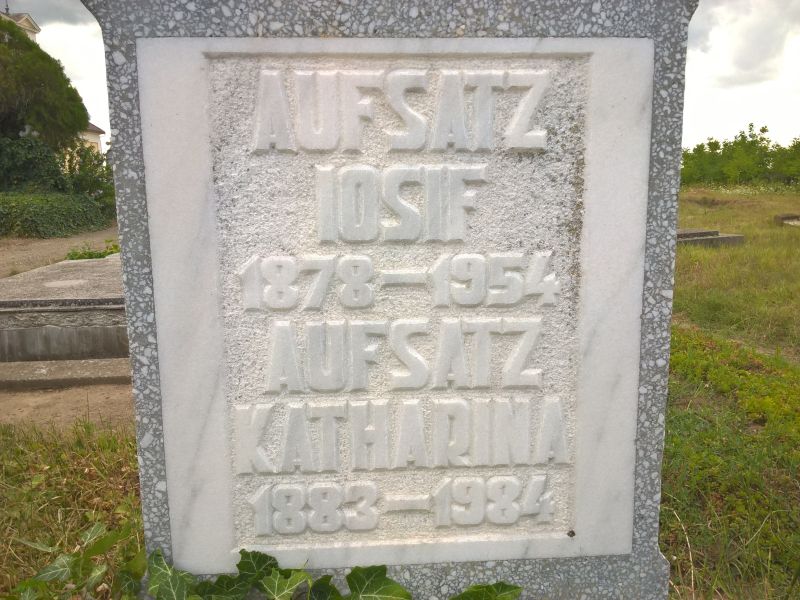 AUFSATZ
IOSIF
1878-1954
AUFSATZ
KATHARINA
1883-1984